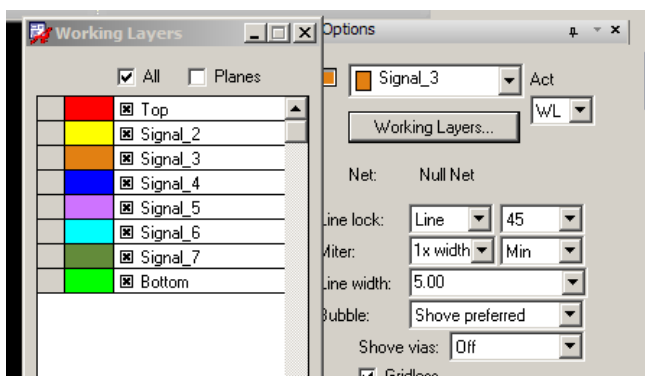 Working Layers
All Planes
Top
Signal_2
Signal_3
Signal_4
Signal_5
Signal_6
Signal_7
Bottom
Options
Signal_3 Act
WL
Working Layers...
Net: Null Net
Line lock: Line 45
Miter: 1x width Min
Line width: 5.00
Bubble: Shove preferred
Shove vias: Off
Gridless